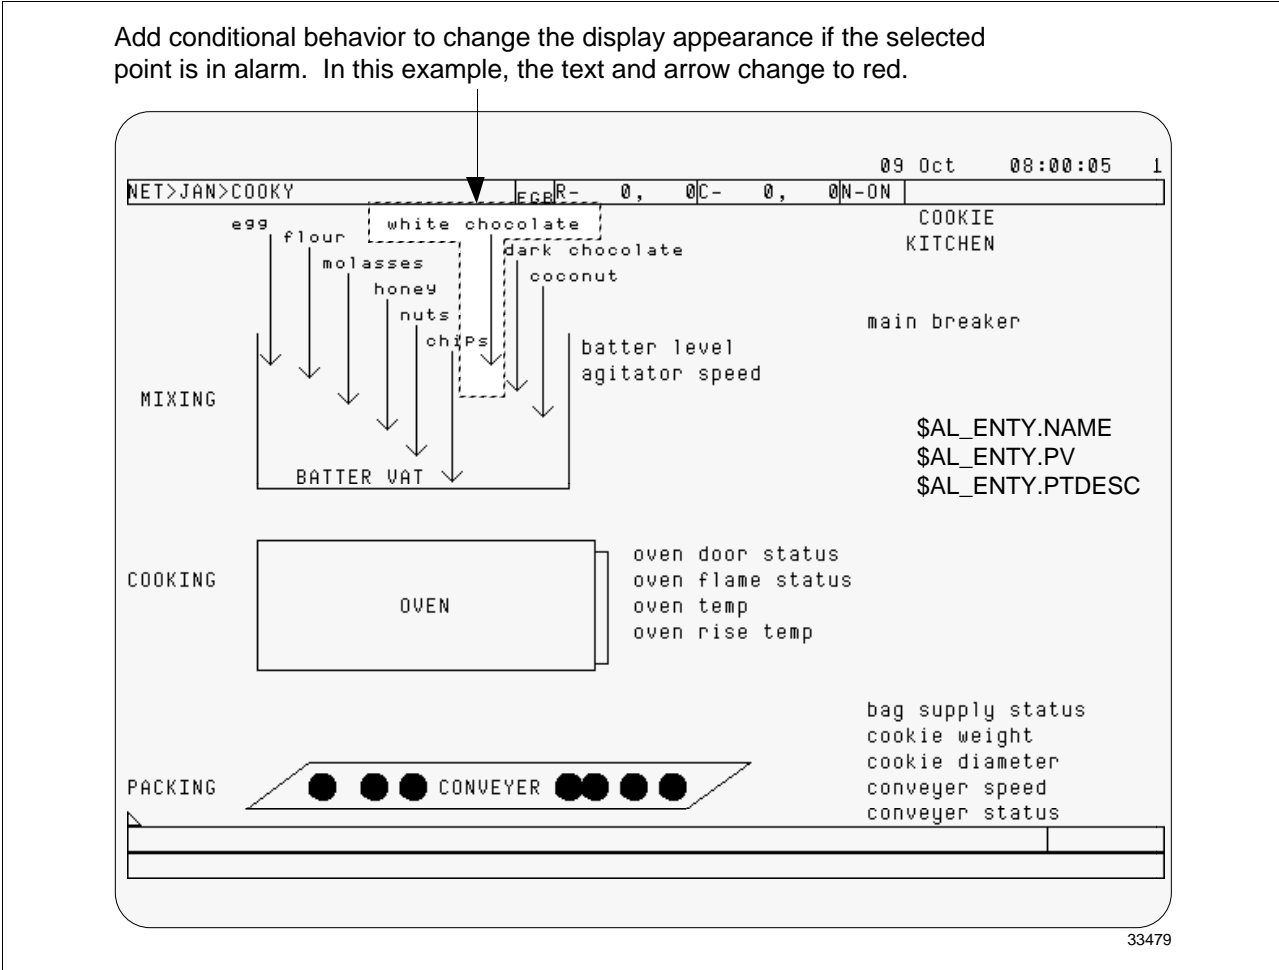 Add conditional behavior to change the display appearance if the selected
point is in alarm.  In this example, the text and arrow change to red.
09 Oct 08:00:05 1
NET>JAN>COOKY EGB R- 0, 0 C- 0, 0 N-ON
COOKIE
KITCHEN
egg
flour
white chocolate
molasses
dark chocolate
honey
coconut
nuts
chips
main breaker
batter level
agitator speed
MIXING
$AL_ENTY.NAME
$AL_ENTY.PV
$AL_ENTY.PTDESC
BATTER VAT
COOKING
OVEN
oven door status
oven flame status
oven temp
oven rise temp
bag supply status
cookie weight
cookie diameter
conveyer speed
conveyer status
PACKING
CONVEYER
33479